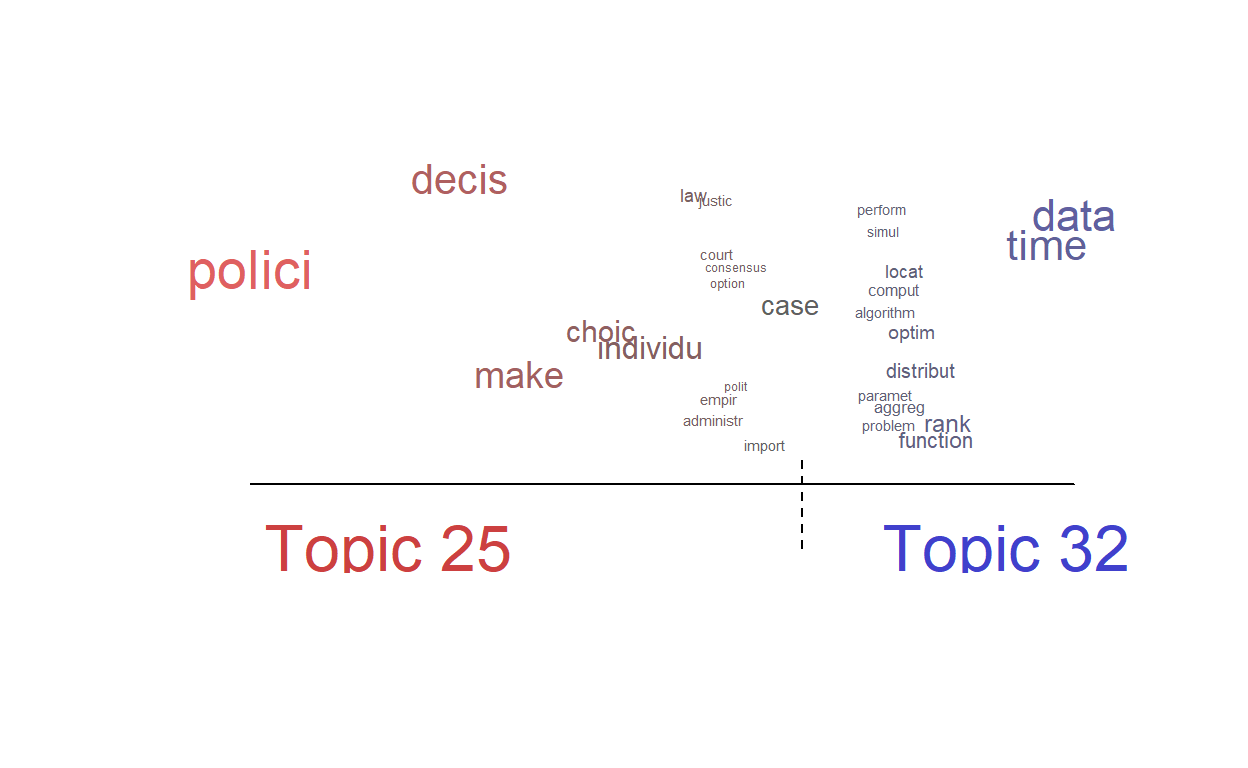 decis
law
justic
perform
data
simul
time
court
consensus
polici
locat
option
comput
case
algorithm
choic
optim
individu
make
distribut
polit
paramet
empir
aggreg
administr
problem
rank
function
import
Topic 25
Topic 32